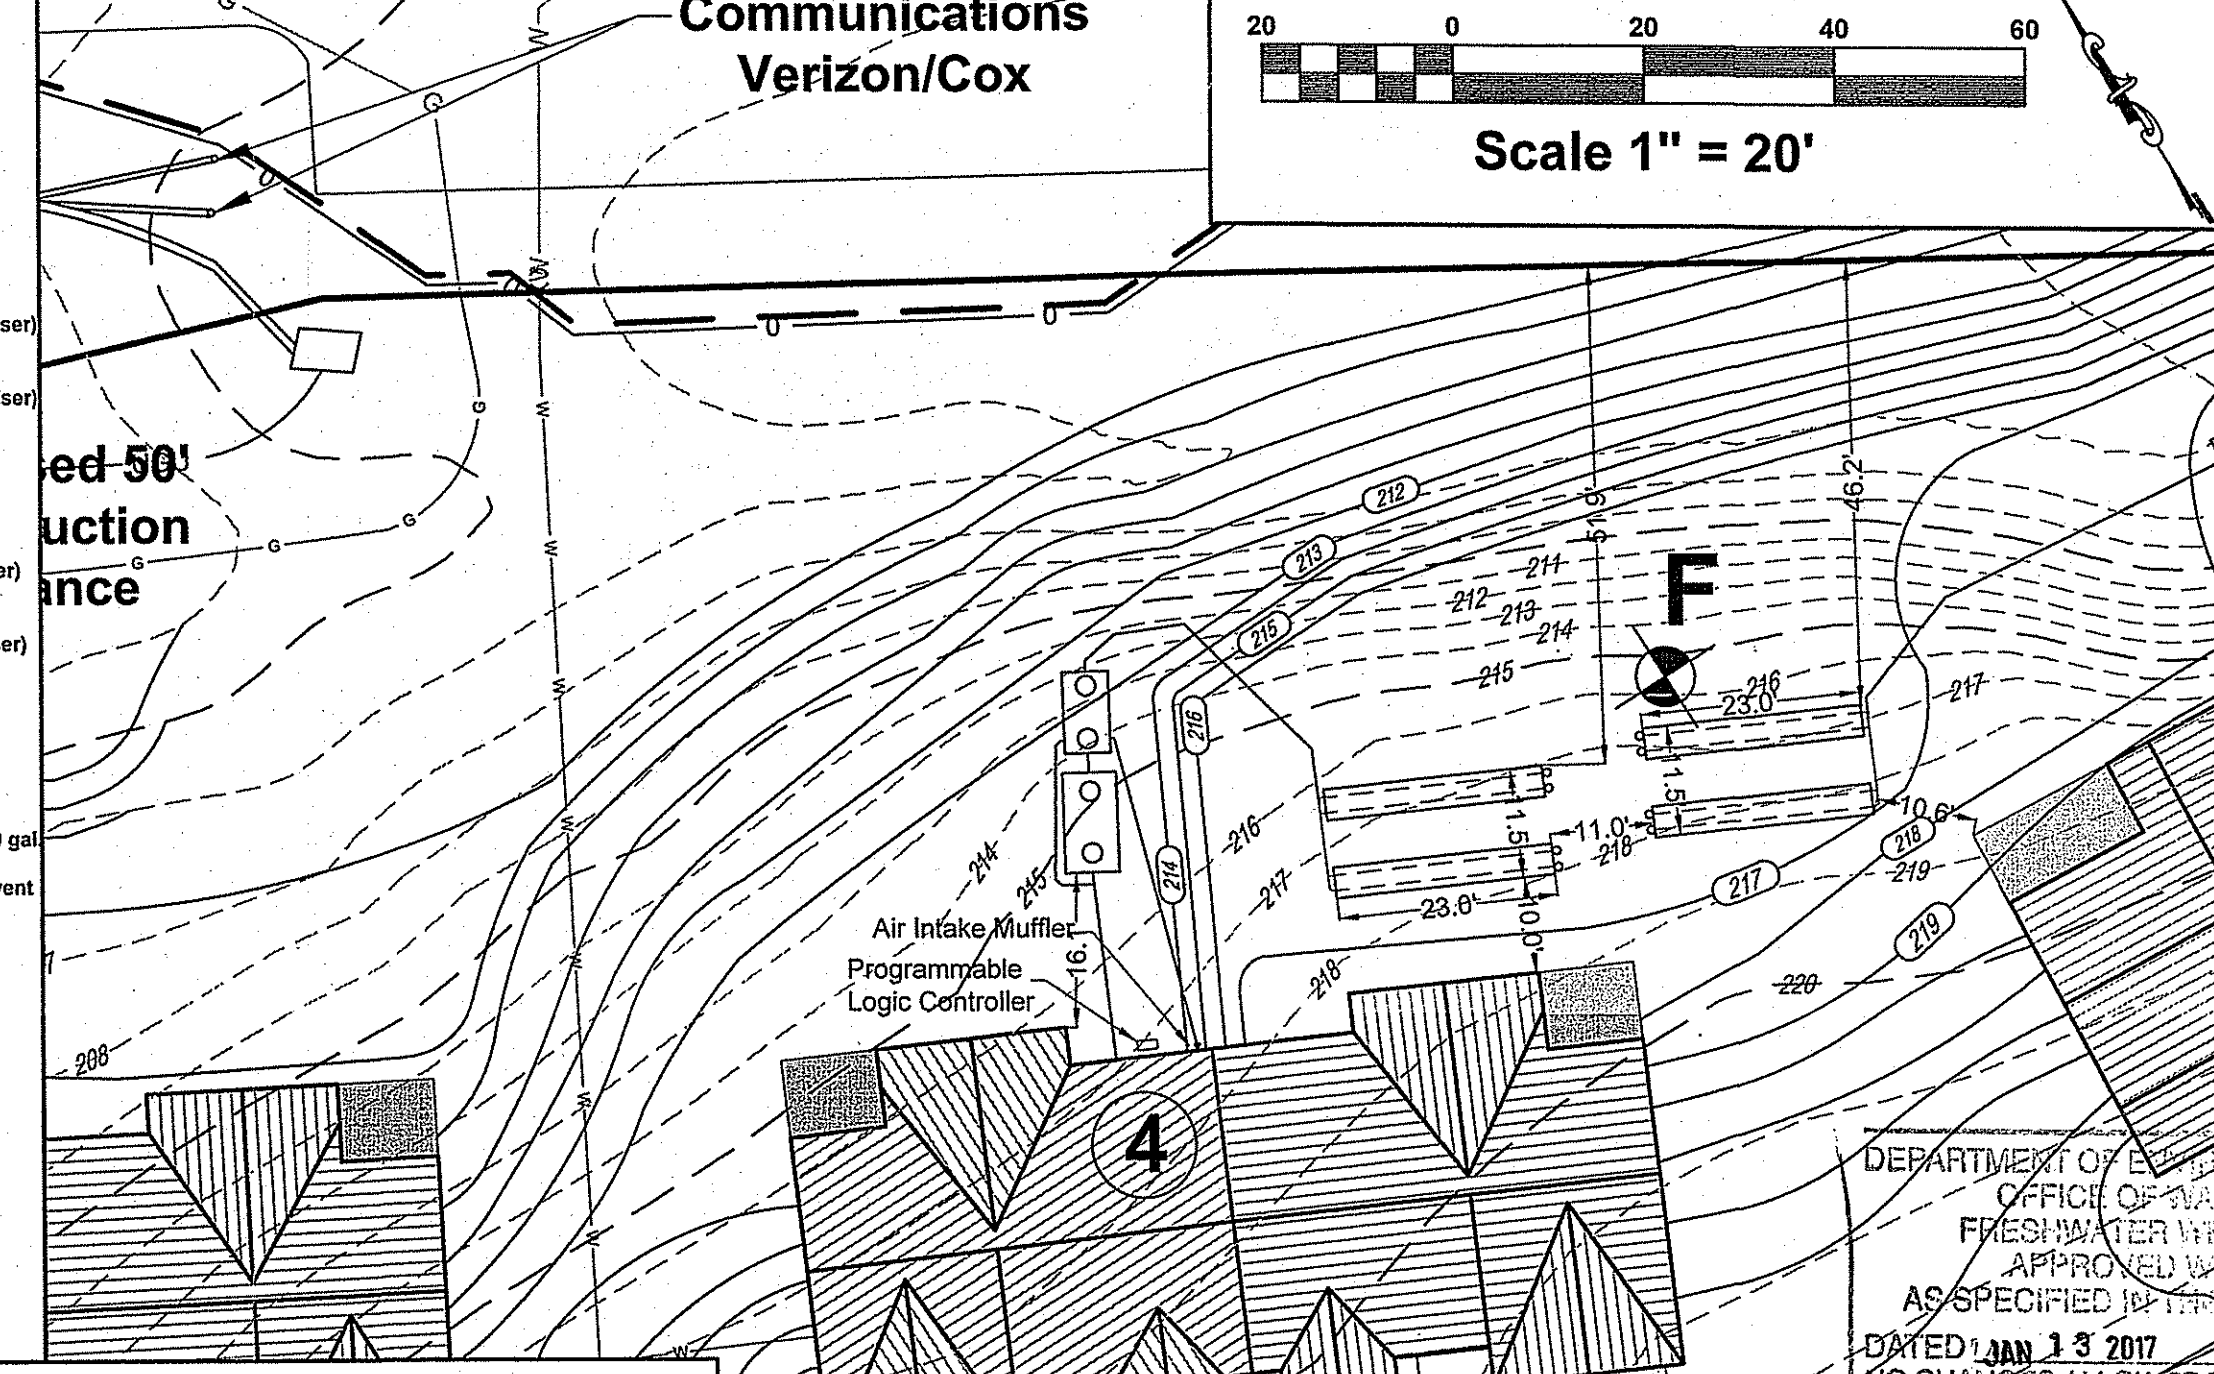 Communications
Verizon/Cox
20 0 20 40 60
Scale 1" = 20'
ser)
ser)
sed 50'
uction
ance
er)
ser)
gal.
vent
G
G
G
G
G
W
W
W
W
W
W
W
W
W
W
O
O
O
212
213
215
216
214
217
218
219
211
212
213
214
215
216
217
218
219
220
214
215
216
217
218
208
51.9'
46.2'
F
23.0'
11.5'
11.0'
10.6'
1.5
23.0'
10.0'
16.
Air Intake Muffler
Programmable
Logic Controller
4
DEPARTMENT OF
OFFICE OF WA
FRESHWATER WE
APPROVED W
AS SPECIFIED IN
DATED: JAN 13 2017